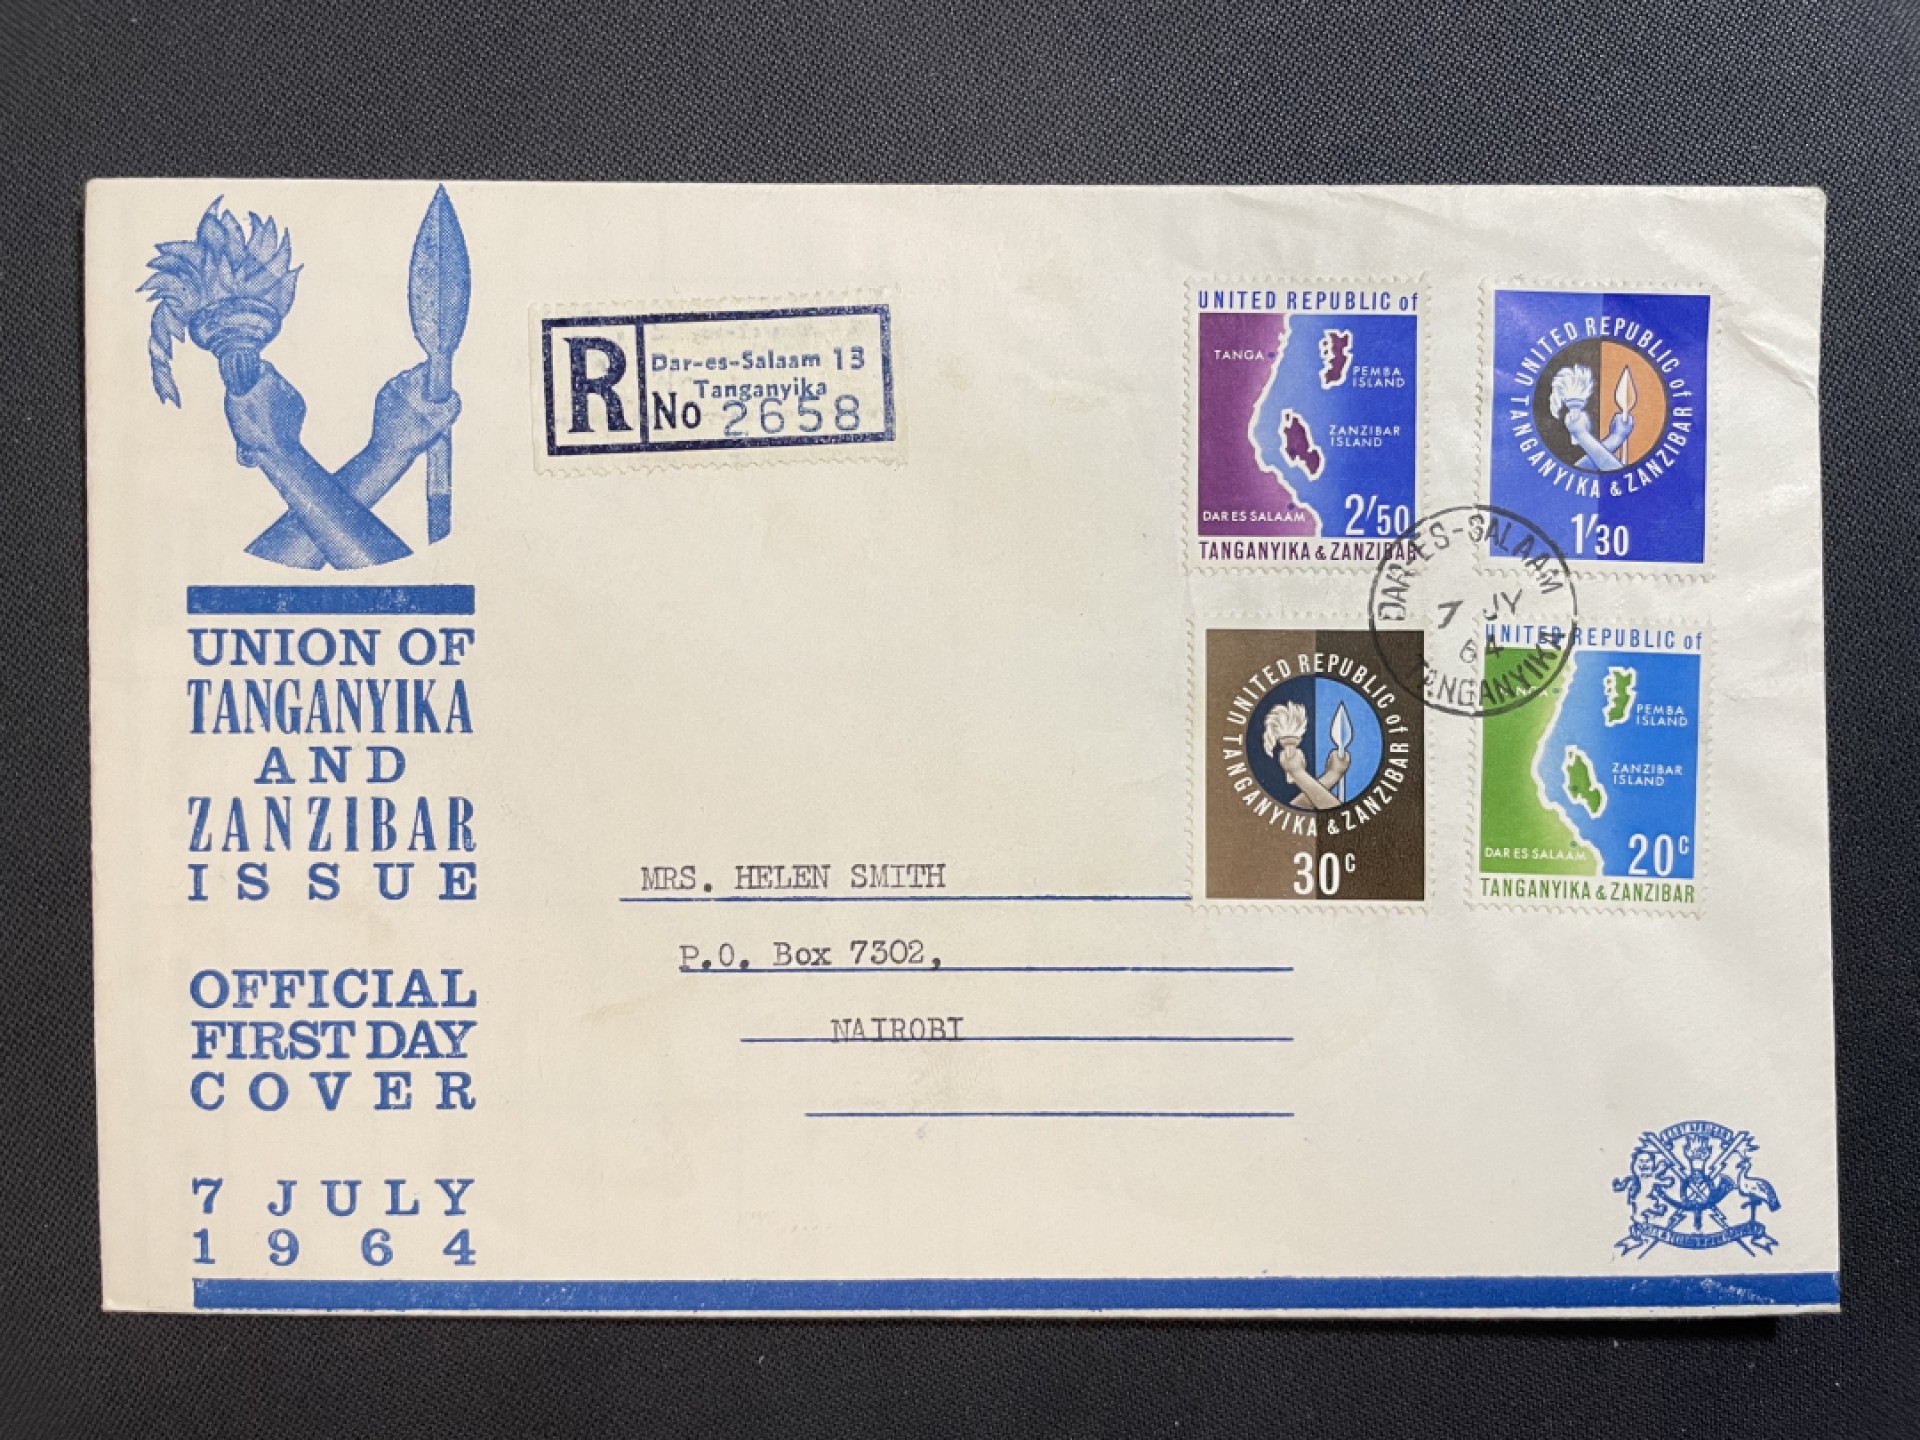 UNION OF
TANGANYIKA
AND
ZANZIBAR
ISSUE
OFFICIAL
FIRST DAY
COVER
7 JULY
1964
R
Dar-es-Salaam 13
Tanganyika
No 2658
MRS. HELEN SMITH
P.O. Box 7302,
NAIROBI
UNITED REPUBLIC of
TANGA
PEMBA
ISLAND
ZANZIBAR
ISLAND
DAR ES SALAAM
2/50
TANGANYIKA & ZANZIBAR
UNITED REPUBLIC of
TANGANYIKA & ZANZIBAR
1/30
DAR-ES-SALAAM
7 JY
64
TANGANYIKA
UNITED REPUBLIC of
TANGANYIKA & ZANZIBAR
30c
UNITED REPUBLIC of
TANGA
PEMBA
ISLAND
ZANZIBAR
ISLAND
DAR ES SALAAM
20c
TANGANYIKA & ZANZIBAR
EAST AFRICAN